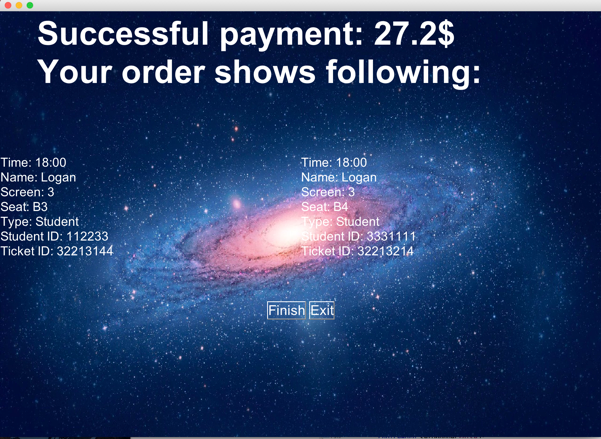 Successful payment: 27.2$
Your order shows following:
Time: 18:00
Name: Logan
Screen: 3
Seat: B3
Type: Student
Student ID: 112233
Ticket ID: 32213144
Time: 18:00
Name: Logan
Screen: 3
Seat: B4
Type: Student
Student ID: 3331111
Ticket ID: 32213214
Finish Exit